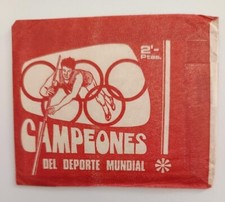 2'-
Ptas.
CAMPEONES
DEL DEPORTE MUNDIAL